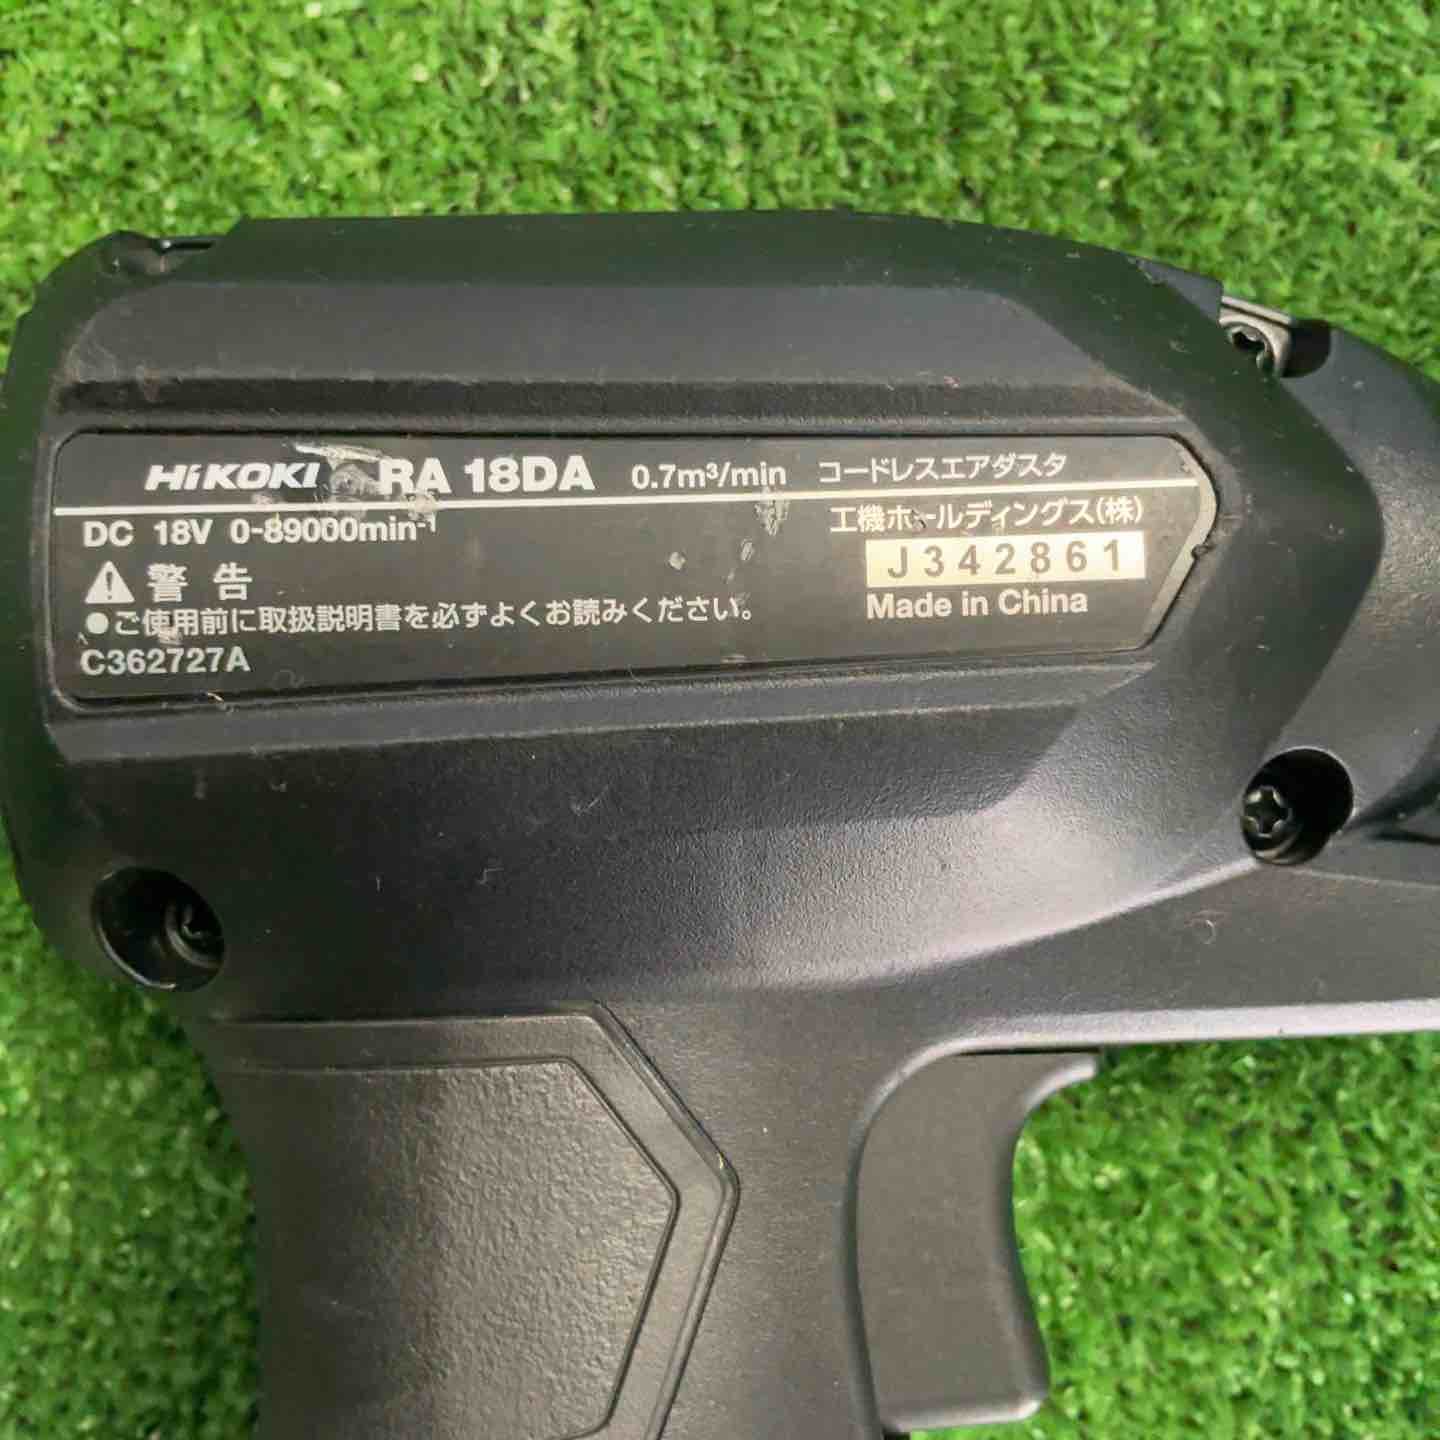 HiKOKI RA 18DA 0.7m³/min コードレスエアダスタ
DC 18V 0-89000min⁻¹
工機ホールディングス(株)
J342861
Made in China
警告
●ご使用前に取扱説明書を必ずよくお読みください。
C362727A